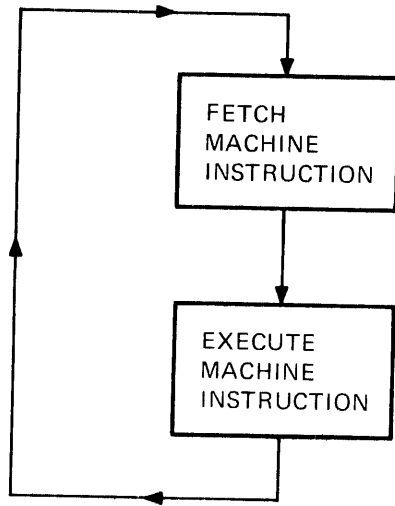 FETCH
MACHINE
INSTRUCTION
EXECUTE
MACHINE
INSTRUCTION